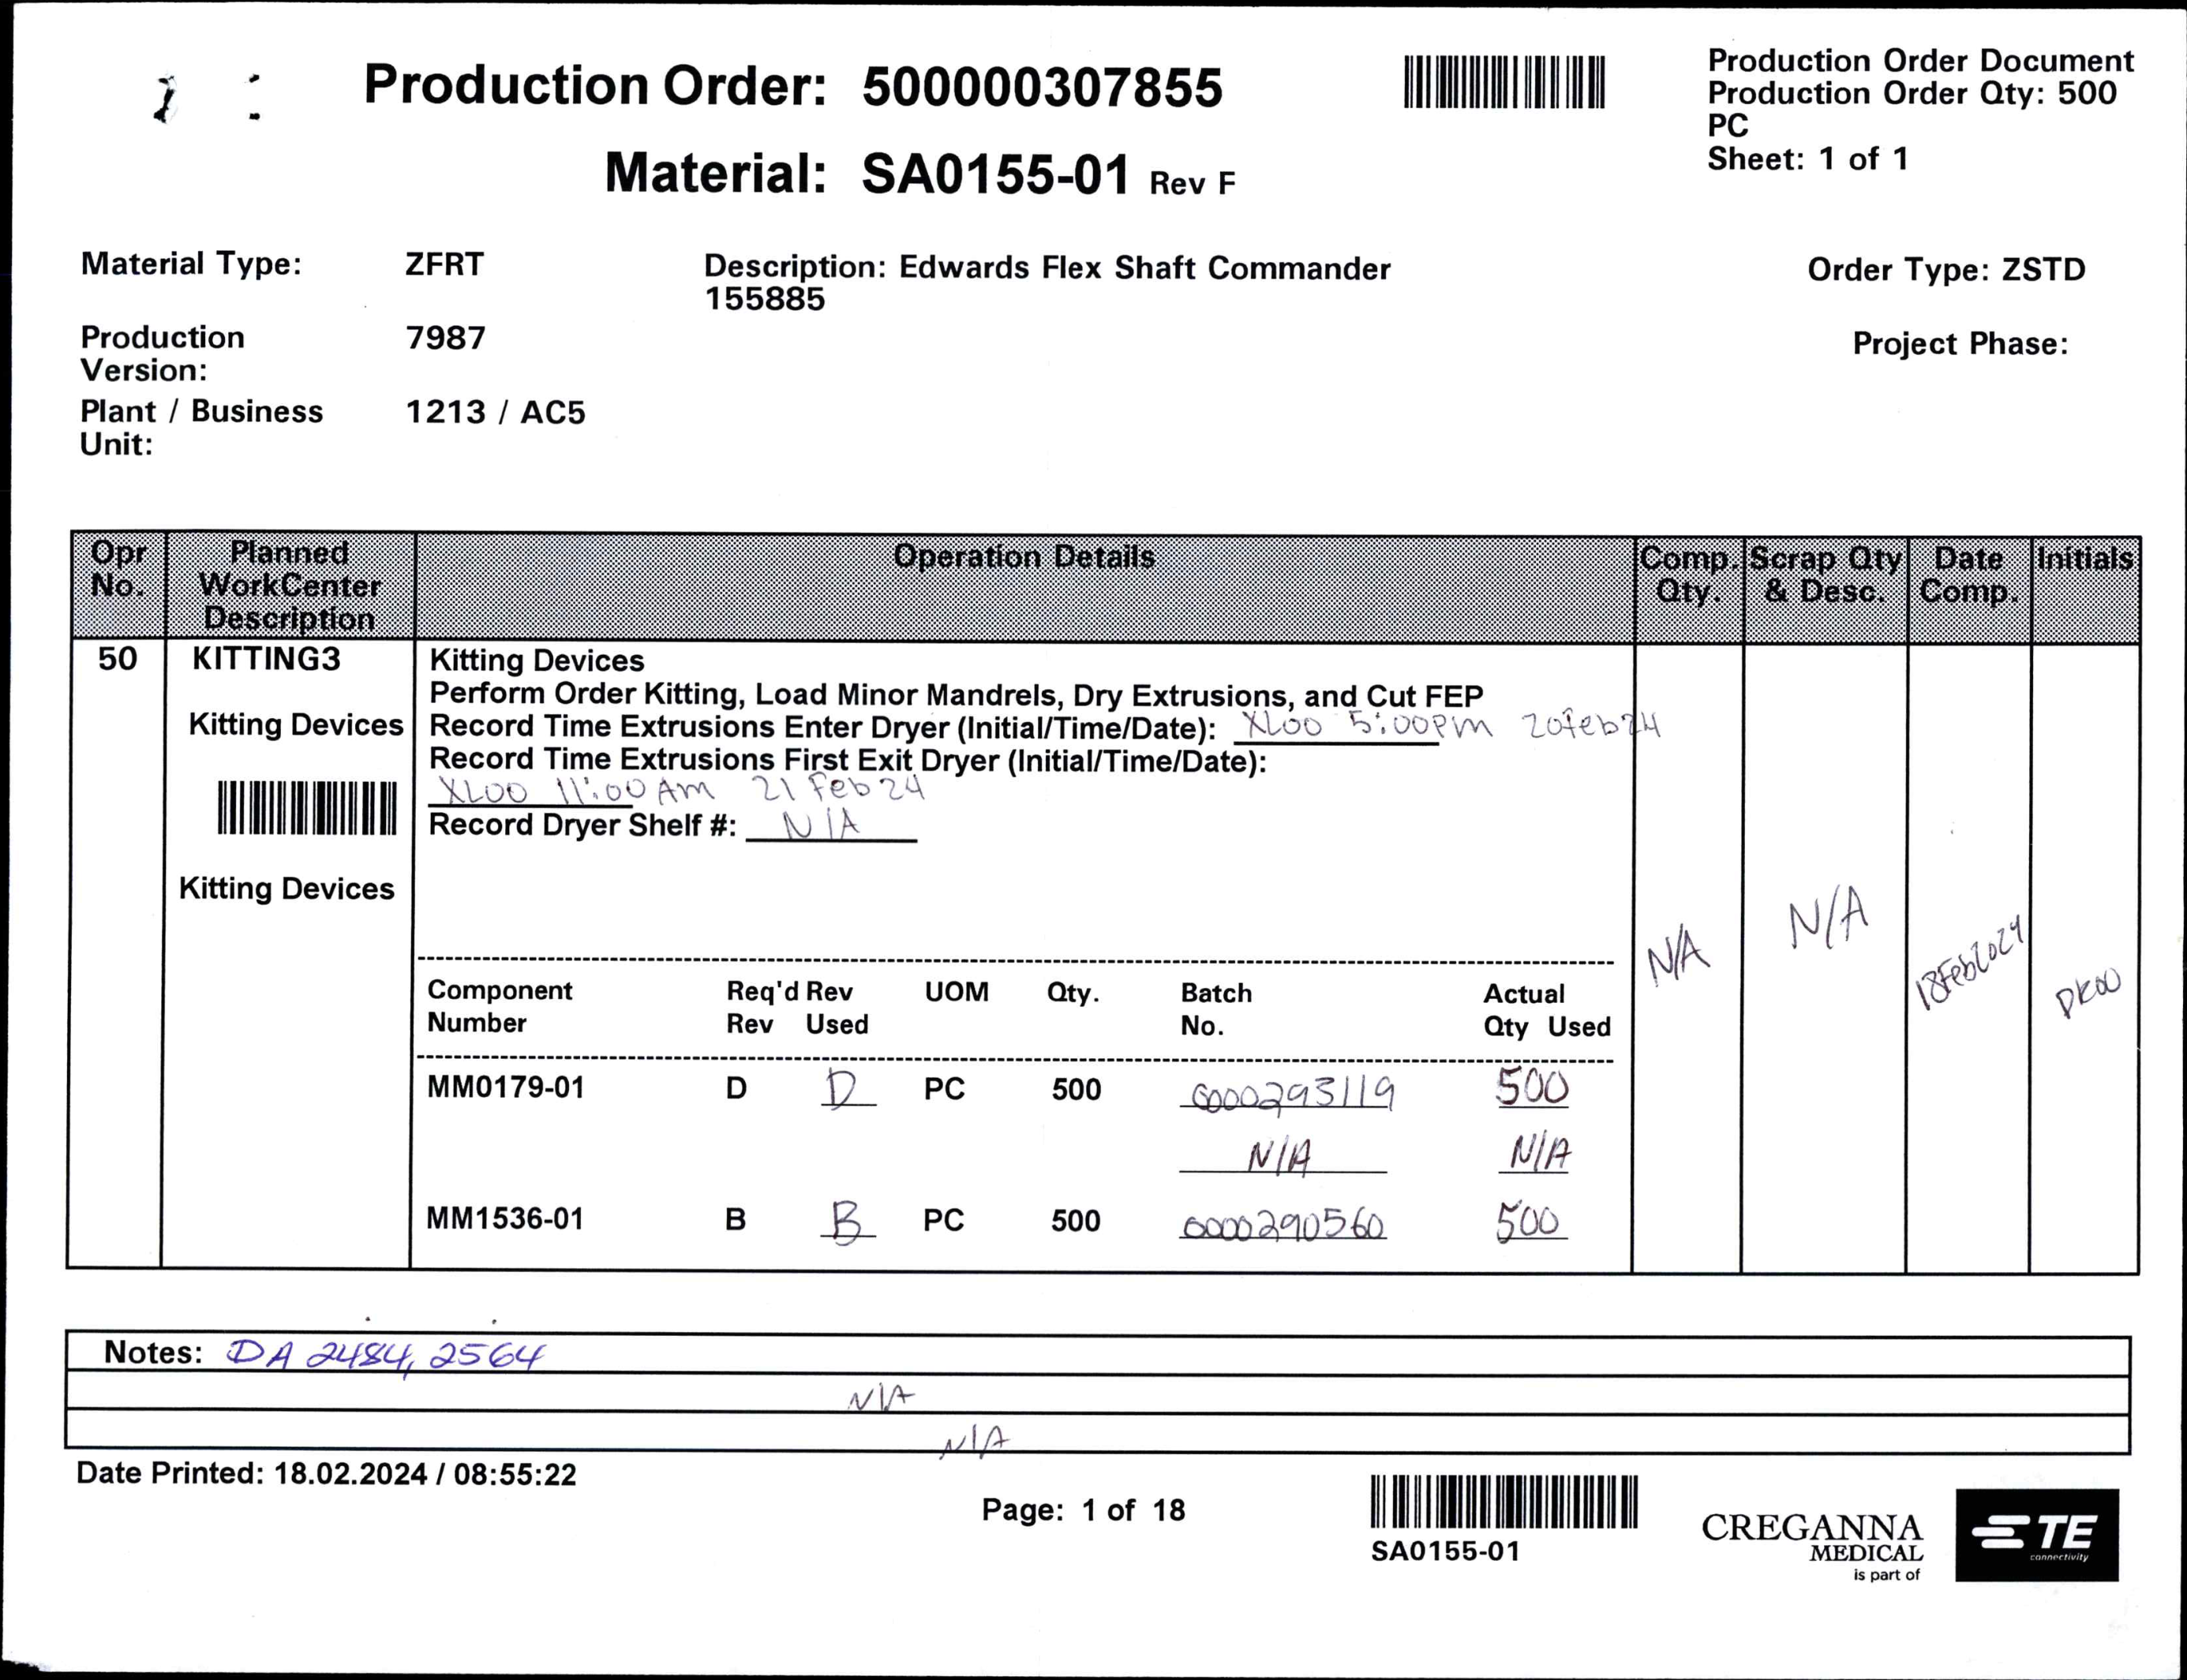 Production Order: 500000307855
Material: SA0155-01 Rev F
Production Order Document
Production Order Qty: 500
PC
Sheet: 1 of 1
Material Type: ZFRT
Description: Edwards Flex Shaft Commander
155885
Order Type: ZSTD
Production
Version: 7987
Project Phase:
Plant / Business
Unit: 1213 / AC5
Opr No. Planned WorkCenter Description Operation Details Comp. Qty. Scrap Qty & Desc. Date Comp. Initials
50 KITTING3 Kitting Devices
Perform Order Kitting, Load Minor Mandrels, Dry Extrusions, and Cut FEP
Kitting Devices Record Time Extrusions Enter Dryer (Initial/Time/Date): XL00 5:00PM 20feb24
Record Time Extrusions First Exit Dryer (Initial/Time/Date):
XL00 11:00AM 21Feb24
Record Dryer Shelf #: N/A
Kitting Devices
N/A N/A 18Feb2024 DK00
Component Number Req'd Rev Rev Used UOM Qty. Batch No. Actual Qty Used
MM0179-01 D D PC 500 0000293119 500
N/A N/A
MM1536-01 B B PC 500 0000290560 500
Notes: DA 2484, 2564
N/A
N/A
Date Printed: 18.02.2024 / 08:55:22
Page: 1 of 18
SA0155-01
CREGANNA
MEDICAL
is part of
TE
connectivity